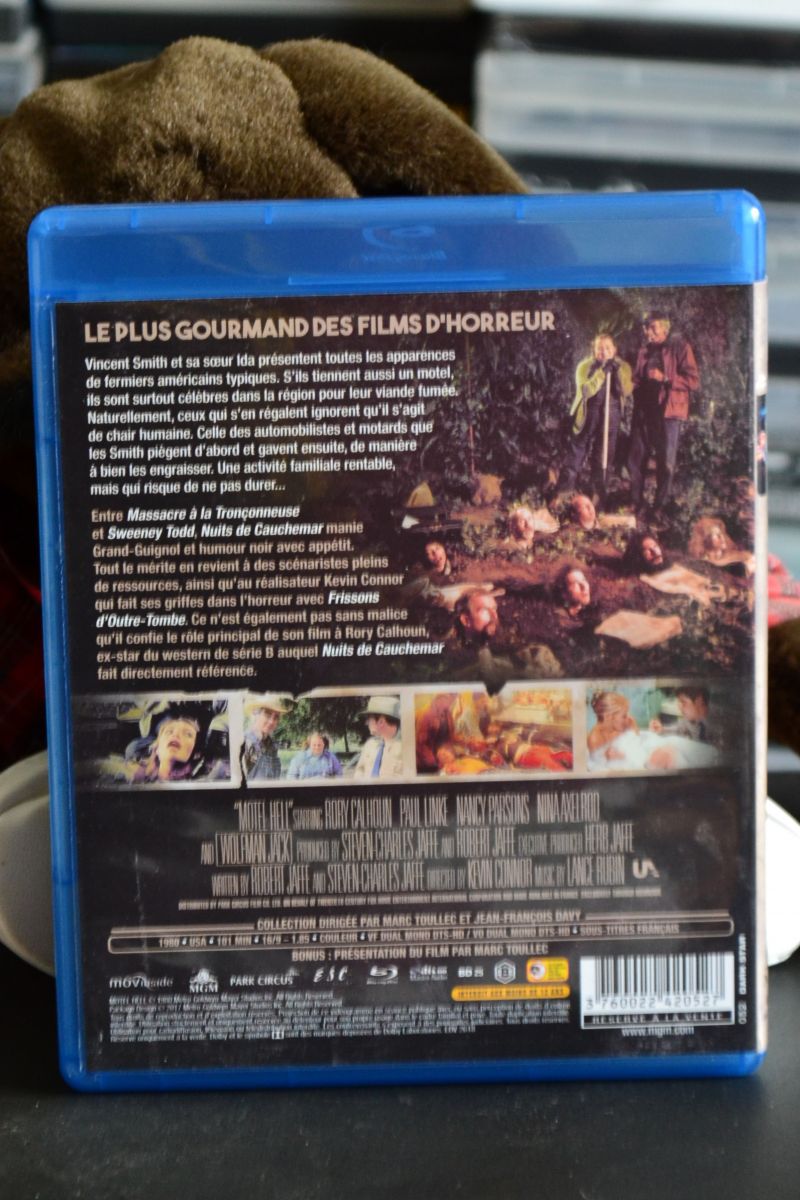 LE PLUS GOURMAND DES FILMS D'HORREUR
Vincent Smith et sa sœur Ida présentent toutes les apparences
de fermiers américains typiques. S'ils tiennent aussi un motel,
ils sont surtout célèbres dans la région pour leur viande fumée.
Naturellement, ceux qui s'en régalent ignorent qu'il s'agit
de chair humaine. Celle des automobilistes et motards que
les Smith piègent d'abord et gavent ensuite, de manière
à bien les engraisser. Une activité familiale rentable,
mais qui risque de ne pas durer...
Entre Massacre à la Tronçonneuse
et Sweeney Todd, Nuits de Cauchemar manie
Grand-Guignol et humour noir avec appétit.
Tout le mérite en revient à des scénaristes pleins
de ressources, ainsi qu'au réalisateur Kevin Connor
qui fait ses griffes dans l'horreur avec Frissons
d'Outre-Tombe. Ce n'est également pas sans malice
qu'il confie le rôle principal de son film à Rory Calhoun,
ex-star du western de série B auquel Nuits de Cauchemar
fait directement référence.
"MOTEL HELL" STARRING RORY CALHOUN PAUL LINKE NANCY PARSONS NINA AXELROD
AND [WOLFMAN JACK] PRODUCED BY STEVEN-CHARLES JAFFE AND ROBERT JAFFE EXECUTIVE PRODUCER HERB JAFFE
WRITTEN BY ROBERT JAFFE AND STEVEN-CHARLES JAFFE DIRECTED BY KEVIN CONNOR MUSIC BY LANCE RUBIN UA
COLLECTION DIRIGÉE PAR MARC TOULLEC ET JEAN-FRANÇOIS DAVY
1980 • USA • 101 MIN • 16/9 – 1.85 • COULEUR • VF DUAL MONO DTS-HD / VO DUAL MONO DTS-HD • SOUS-TITRES FRANÇAIS
BONUS : PRÉSENTATION DU FILM PAR MARC TOULLEC
MGM PARK CIRCUS ESC
3 760022 420527
RÉSERVÉ À LA VENTE
www.mgm.com
052 DARK-STAR